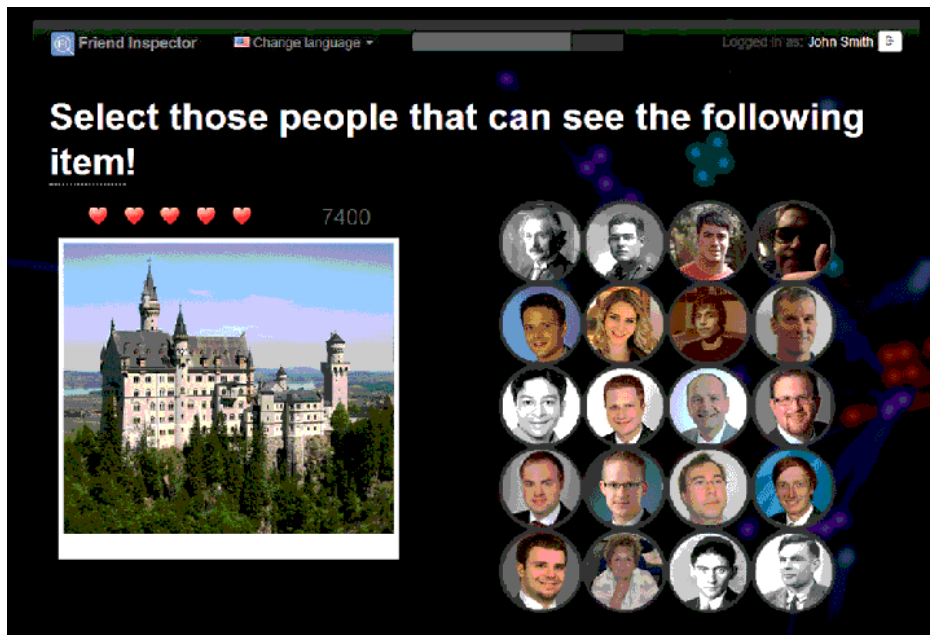 Friend Inspector Change language Logged in as: John Smith
Select those people that can see the following
item!
7400